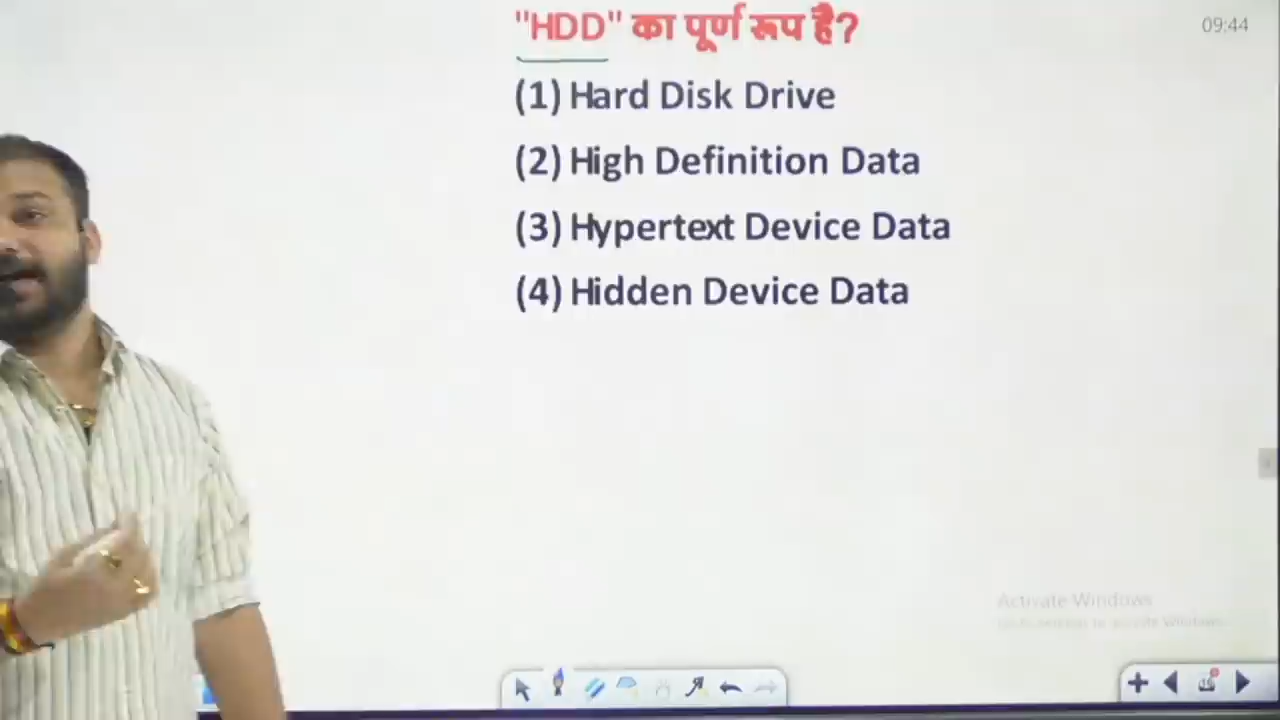 "HDD" का पूर्ण रूप है?
09:44
(1) Hard Disk Drive
(2) High Definition Data
(3) Hypertext Device Data
(4) Hidden Device Data
Activate Windows